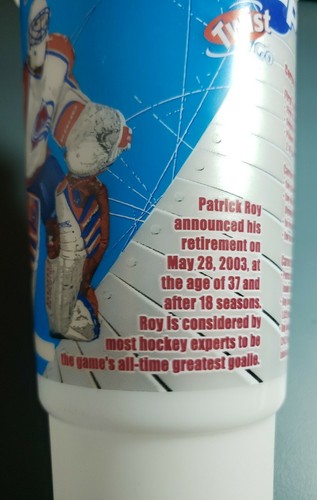 Twist
GO
Patrick Roy
announced his
retirement on
May 28, 2003, at
the age of 37 and
after 18 seasons.
Roy is considered by
most hockey experts to be
the game's all-time greatest goalie.